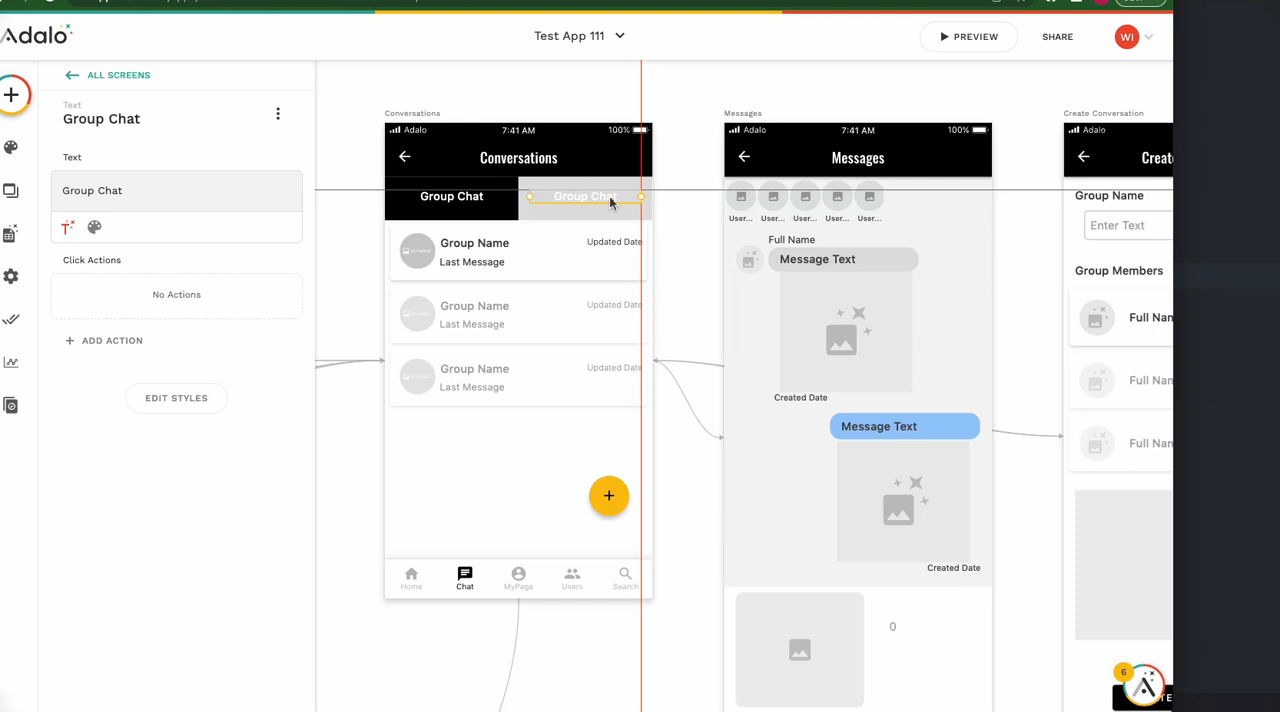 Adalo
Test App 111
PREVIEW
SHARE
WI
ALL SCREENS
Text
Group Chat
Text
Group Chat
Click Actions
No Actions
ADD ACTION
EDIT STYLES
Conversations
Adalo 7:41 AM 100%
Conversations
Group Chat Group Chat
Group Name Updated Date
Last Message
Group Name Updated Date
Last Message
Group Name Updated Date
Last Message
Home Chat MyPage Users Search
Messages
Adalo 7:41 AM 100%
Messages
User... User... User... User... User...
Full Name
Message Text
Created Date
Message Text
Created Date
0
Create Conversation
Adalo
Create
Group Name
Enter Text
Group Members
Full Nam
Full Nam
Full Nam
6